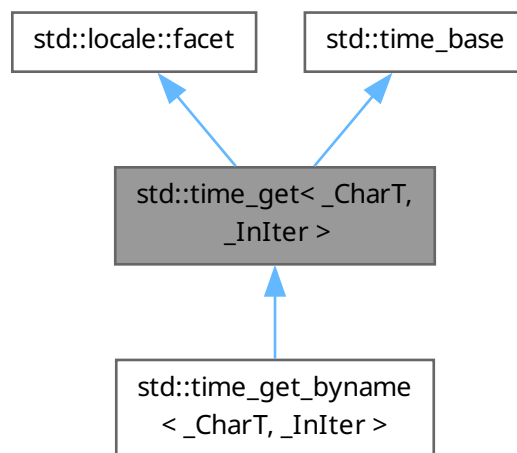 std::locale::facet
std::time_base
std::time_get< _CharT,
_InIter >
std::time_get_byname
< _CharT, _InIter >